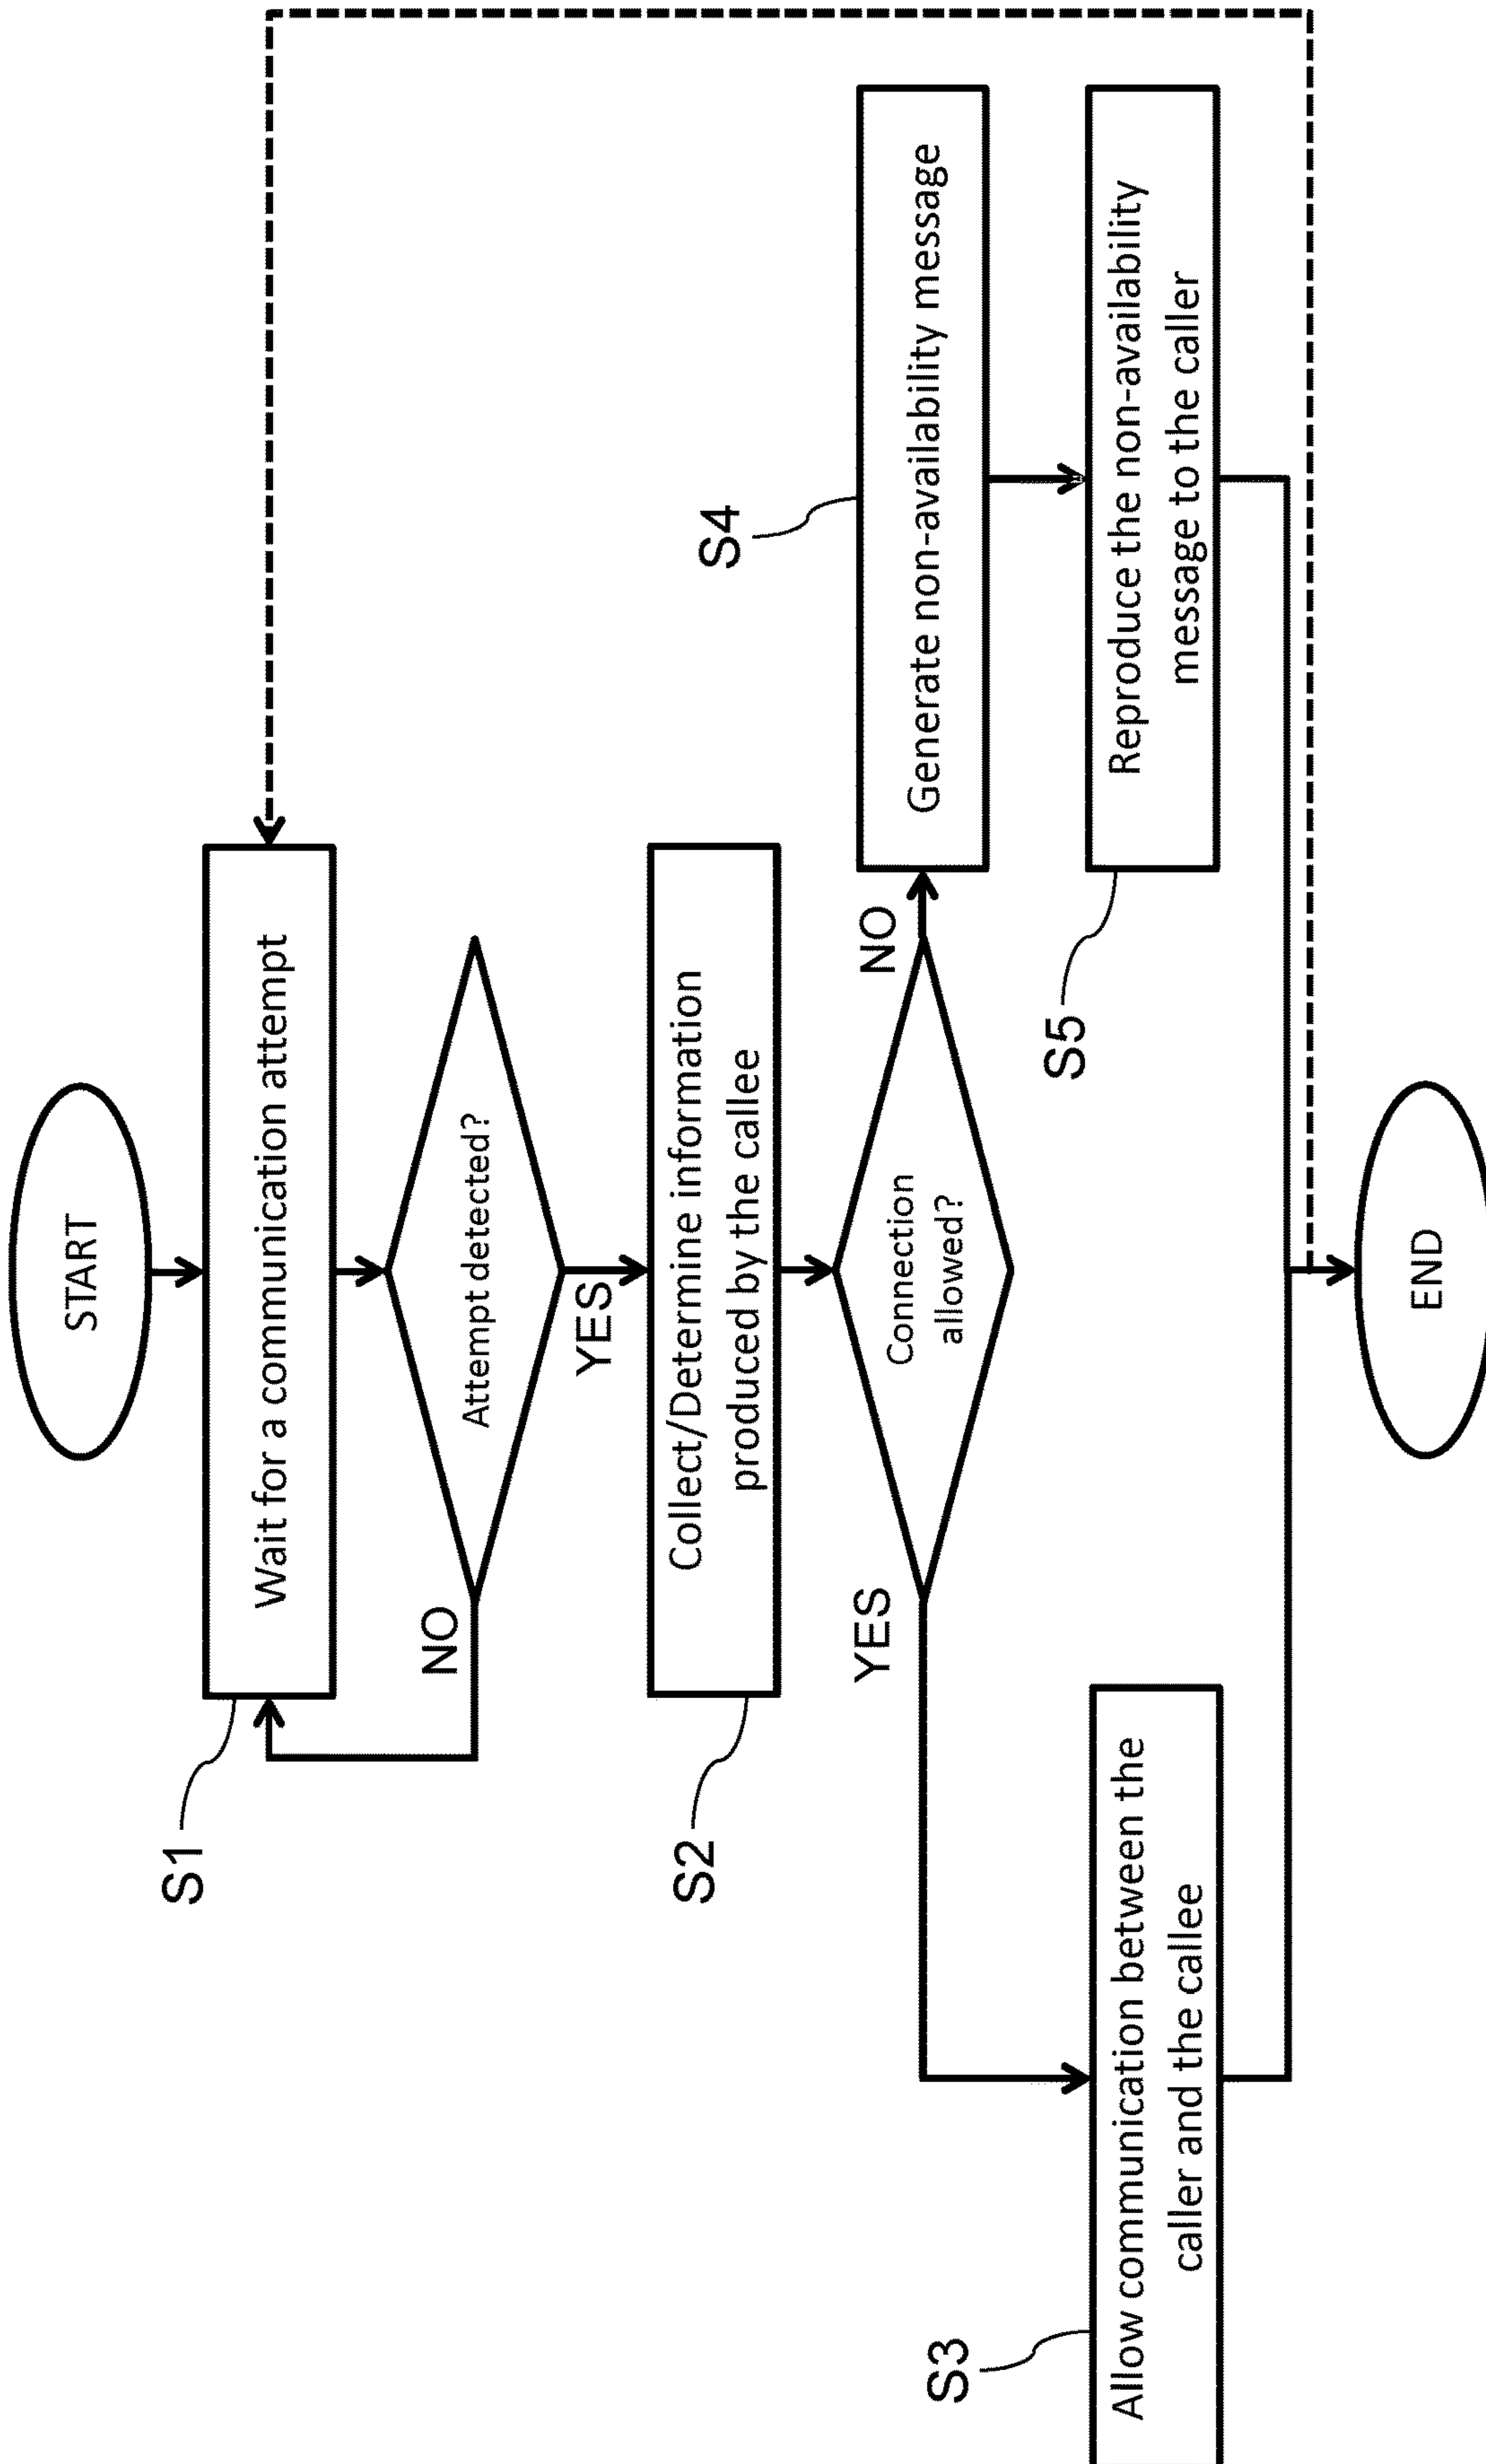 START
S1
Wait for a communication attempt
NO
Attempt detected?
YES
S2
Collect/Determine information
produced by the callee
YES
Connection
allowed?
NO
S4
Generate non-availability message
S3
Allow communication between the
caller and the callee
S5
Reproduce the non-availability
message to the caller
END